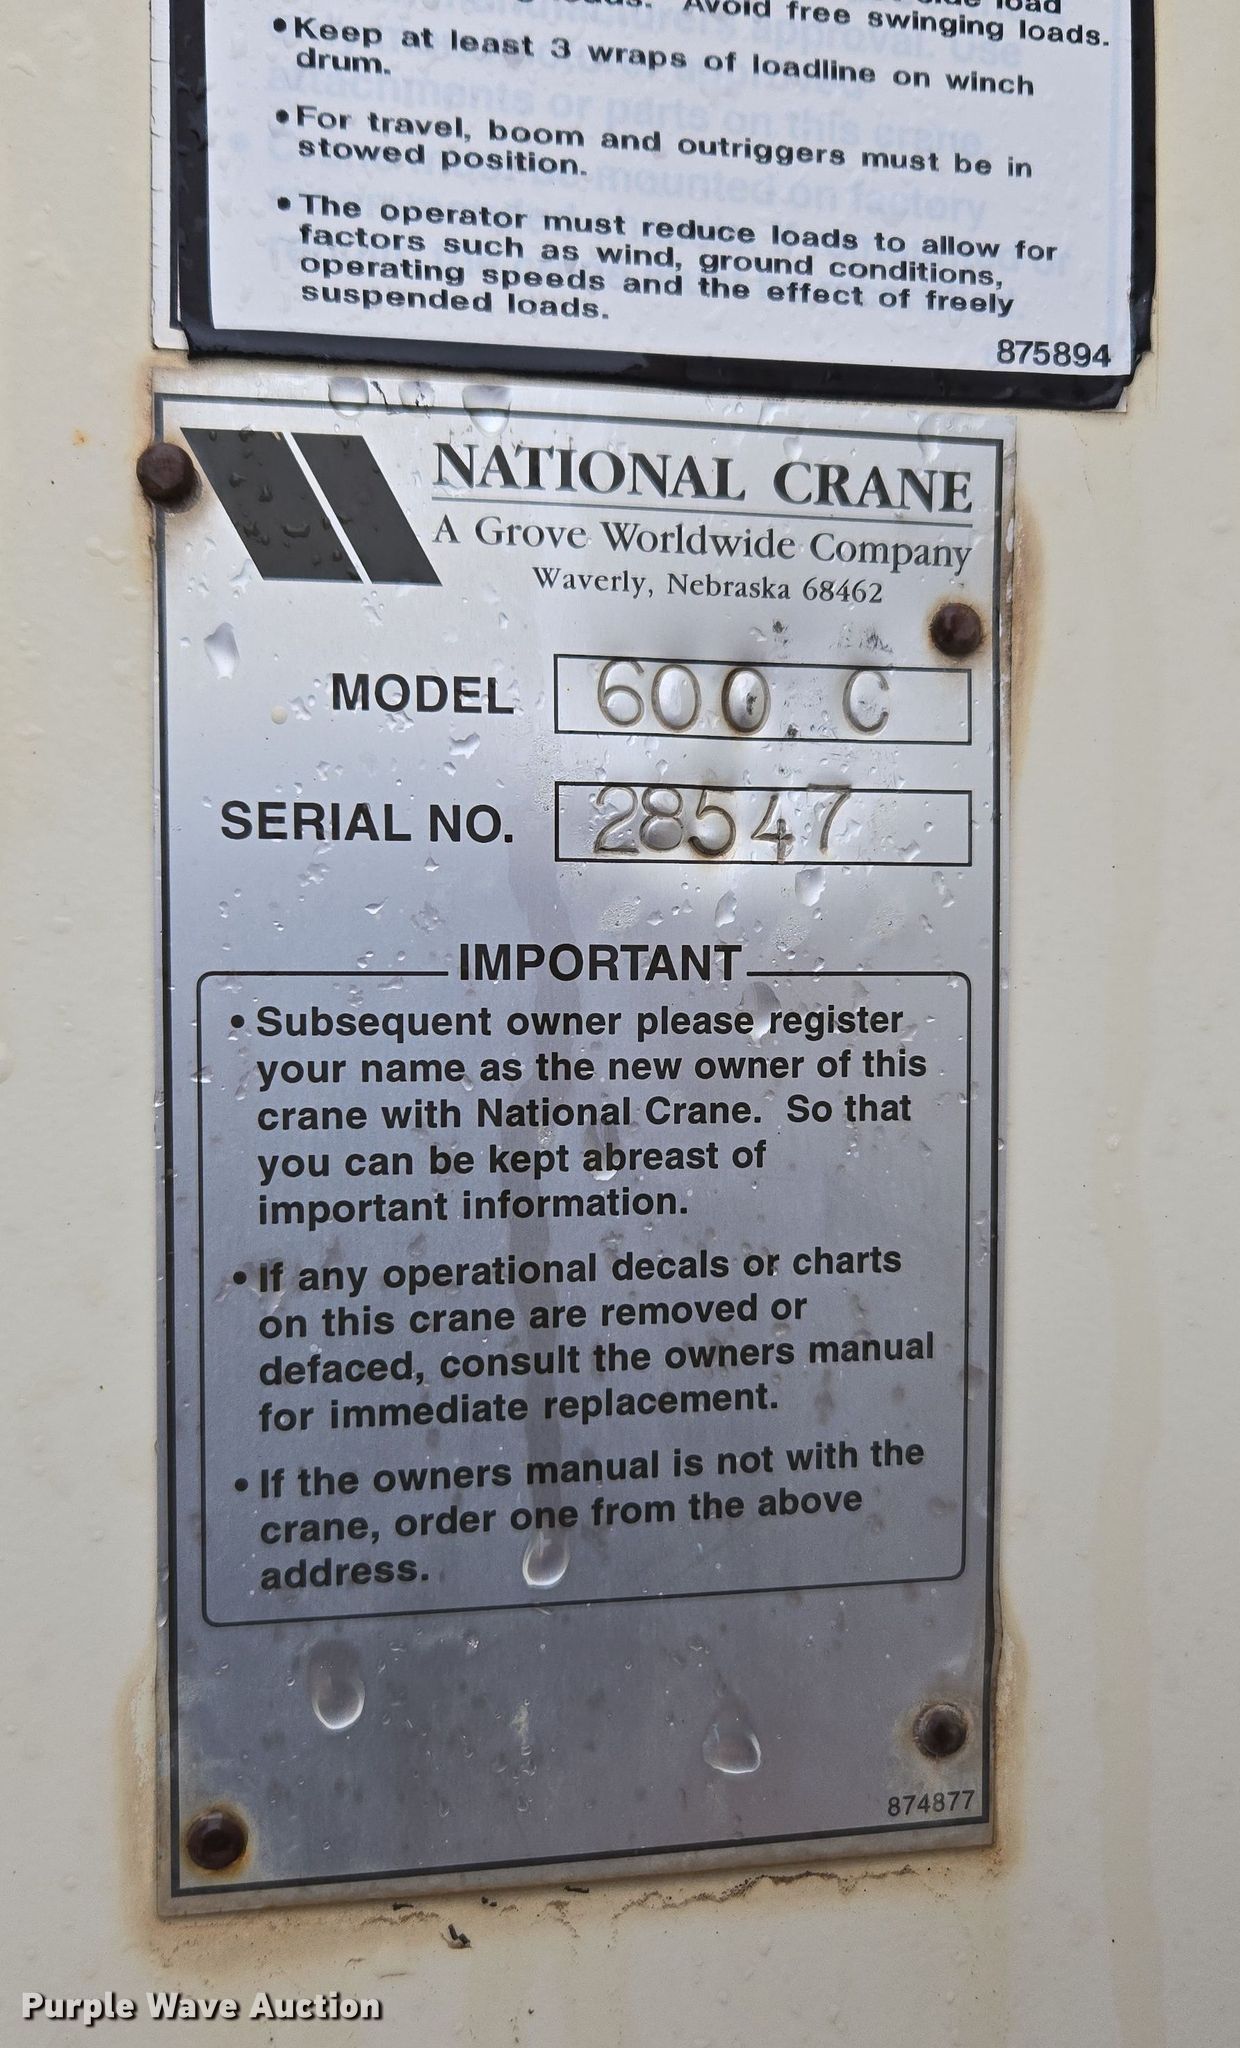 load
loads. Avoid free swinging loads.
•Keep at least 3 wraps of loadline on winch
drum.
•For travel, boom and outriggers must be in
stowed position.
•The operator must reduce loads to allow for
factors such as wind, ground conditions,
operating speeds and the effect of freely
suspended loads.
875894
NATIONAL CRANE
A Grove Worldwide Company
Waverly, Nebraska 68462
MODEL 600 C
SERIAL NO. 28547
IMPORTANT
• Subsequent owner please register
your name as the new owner of this
crane with National Crane. So that
you can be kept abreast of
important information.
• If any operational decals or charts
on this crane are removed or
defaced, consult the owners manual
for immediate replacement.
• If the owners manual is not with the
crane, order one from the above
address.
874877
Purple Wave Auction